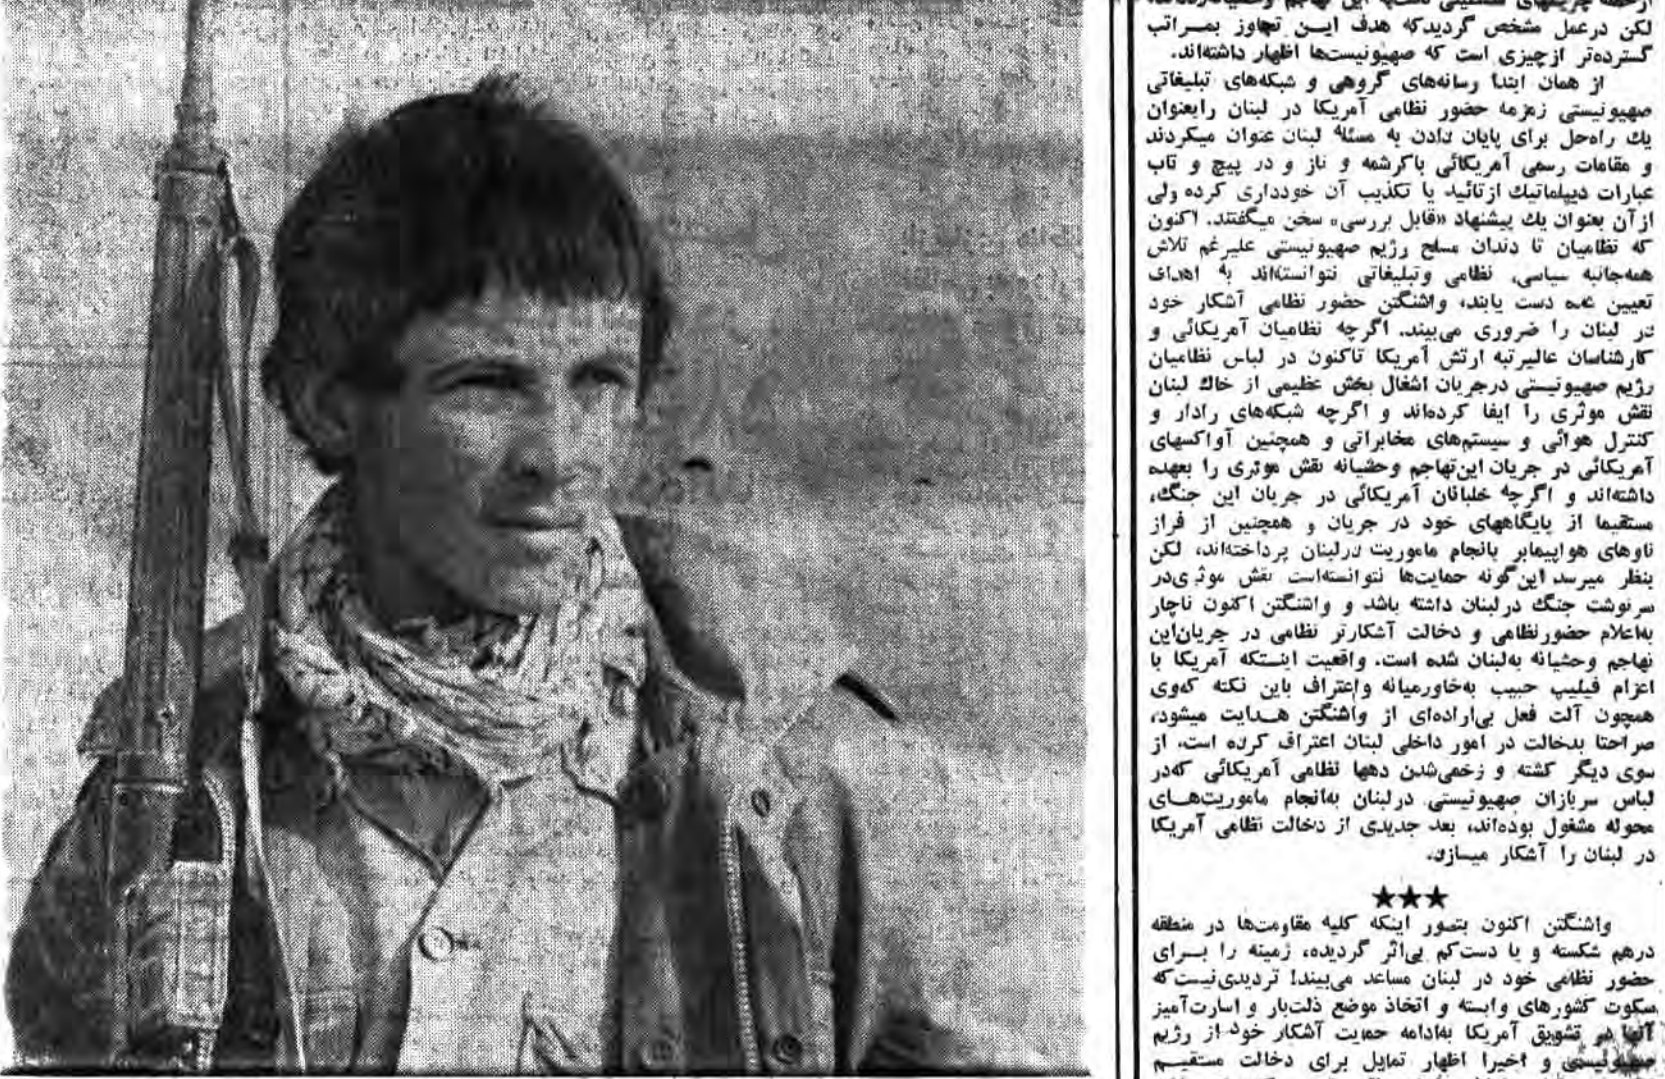 لکن درعمل مشخص گردیدکه هدف این تجاوز بمراتب
گسترده‌تر ازچیزی است که صهیونیست‌ها اظهار داشته‌اند.
از همان ابتدا رسانه‌های گروهی و شبکه‌های تبلیغاتی
صهیونیستی زمزمه حضور نظامی آمریکا در لبنان رابعنوان
یك راه‌حل برای پایان دادن به مسئله لبنان عنوان میکردند
و مقامات رسمی آمریکائی باکرشمه و ناز و در پیچ و تاب
عبارات دیپلماتیك ازتائید یا تکذیب آن خودداری کرده ولی
ازآن بعنوان یك پیشنهاد «قابل بررسی» سخن میگفتند. اکنون
که نظامیان تا دندان مسلح رژیم صهیونیستی علیرغم تلاش
همه‌جانبه سیاسی، نظامی وتبلیغاتی نتوانسته‌اند به اهداف
تعیین شده دست یابند، واشنگتن حضور نظامی آشکار خود
در لبنان را ضروری می‌بیند. اگرچه نظامیان آمریکائی و
کارشناسان عالیرتبه ارتش آمریکا تاکنون در لباس نظامیان
رژیم صهیونیستی درجریان اشغال بخش عظیمی از خاك لبنان
نقش موثری را ایفا کرده‌اند و اگرچه شبکه‌های رادار و
کنترل هوائی و سیستم‌های مخابراتی و همچنین آواکسهای
آمریکائی در جریان این‌تهاجم وحشیانه نقش موثری را بعهده
داشته‌اند و اگرچه خلبانان آمریکائی در جریان این جنگ،
مستقیما از پایگاههای خود در جریان و همچنین از فراز
ناوهای هواپیمابر بانجام ماموریت درلبنان پرداخته‌اند، لکن
بنظر میرسد این‌گونه حمایت‌ها نتوانسته‌است نقش موثری‌در
سرنوشت جنگ درلبنان داشته باشد و واشنگتن اکنون ناچار
به‌اعلام حضورنظامی و دخالت آشکارتر نظامی در جریان‌این
تهاجم وحشیانه به‌لبنان شده است. واقعیت اینستکه آمریکا با
اعزام فیلیپ حبیب به‌خاورمیانه واعتراف باین نکته که‌وی
همچون آلت فعل بی‌اراده‌ای از واشنگتن هدایت میشود،
صراحتا بدخالت در امور داخلی لبنان اعتراف کرده است. از
سوی دیگر کشته و زخمی‌شدن دهها نظامی آمریکائی که‌در
لباس سربازان صهیونیستی درلبنان به‌انجام ماموریت‌های
محوله مشغول بوده‌اند، بعد جدیدی از دخالت نظامی آمریکا
در لبنان را آشکار میسازد.
★★★
واشنگتن اکنون بتصور اینکه کلیه مقاومت‌ها در منطقه
درهم شکسته و یا دست‌کم بی‌اثر گردیده، زمینه را برای
حضور نظامی خود در لبنان مساعد می‌بیند! تردیدی‌نیست‌که
سکوت کشورهای وابسته و اتخاذ موضع ذلت‌بار و اسارت‌آمیز
آنها در تشویق آمریکا به‌ادامه حمایت آشکار خود از رژیم
صهیونیستی و اخیرا اظهار تمایل برای دخالت مستقیم